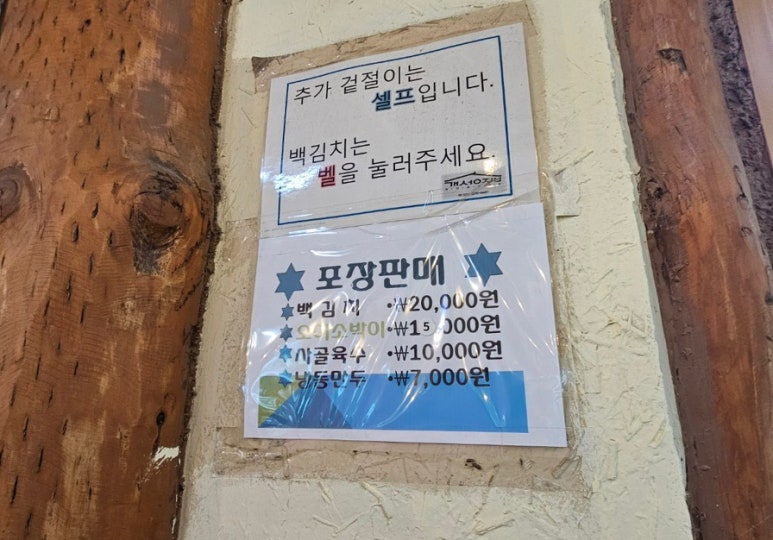 추가 겉절이는
셀프입니다.
백김치는
벨을 눌러주세요.
포장판매
백김치 ·₩20,000원
오이소박이 ·₩15,000원
사골육수 ·₩10,000원
냉동만두 ·₩7,000원